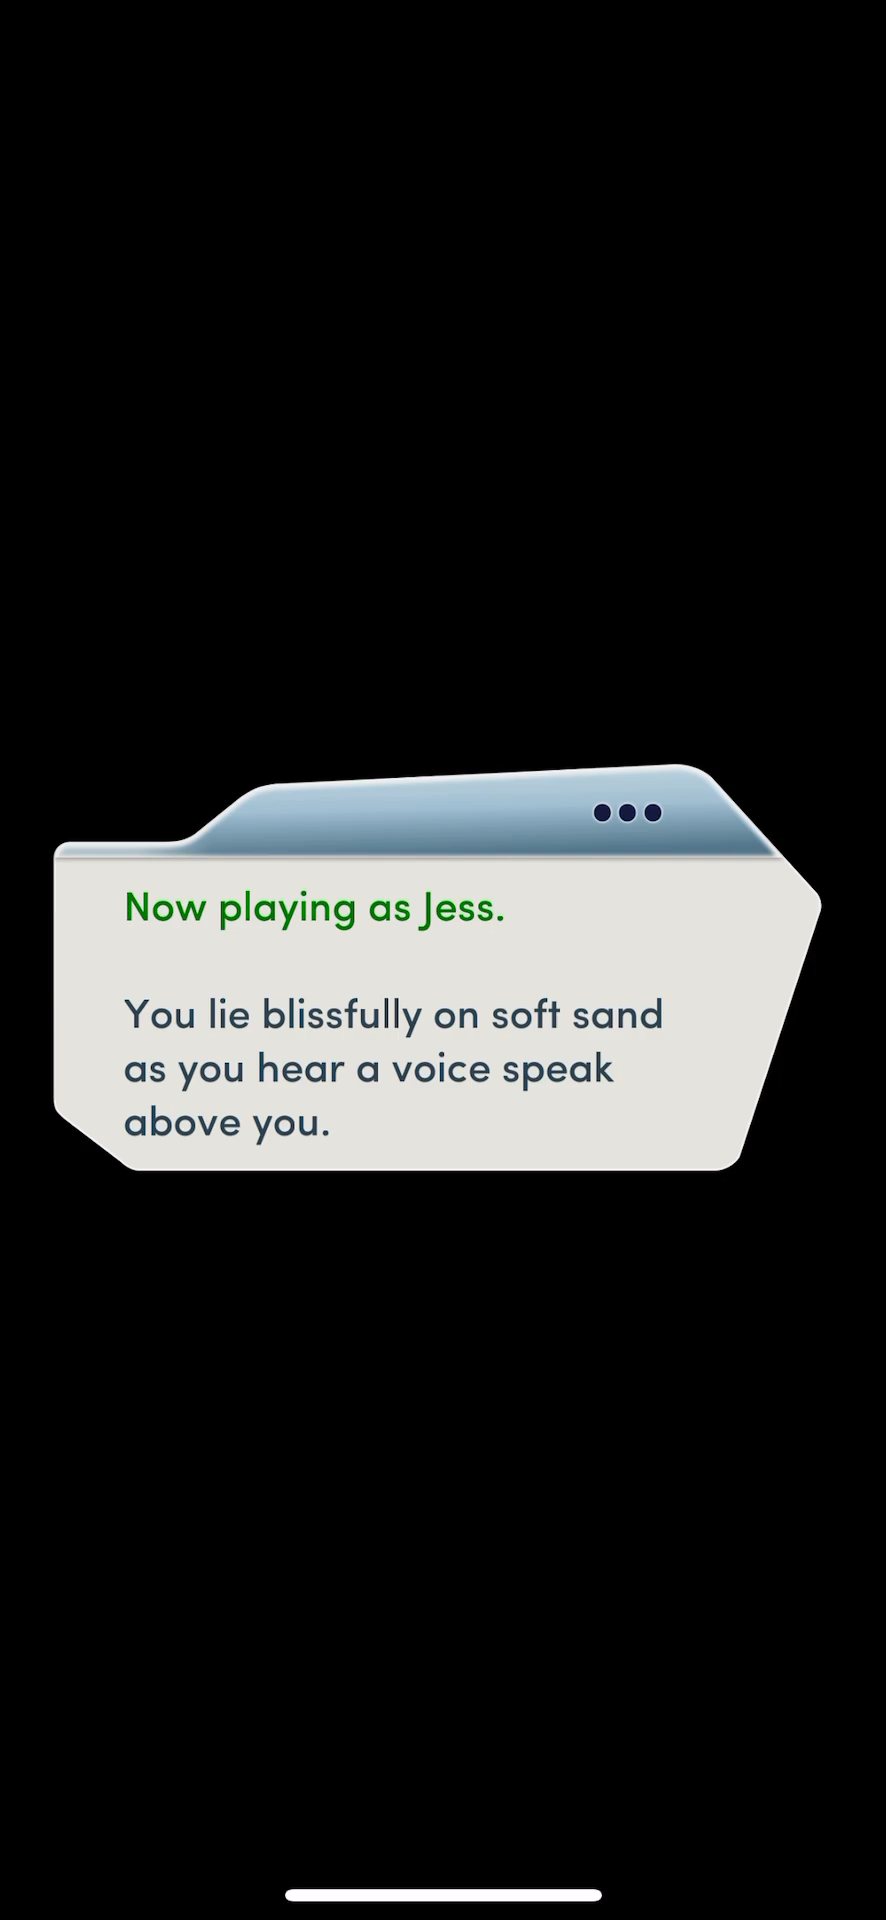 Now playing as Jess.
You lie blissfully on soft sand
as you hear a voice speak
above you.